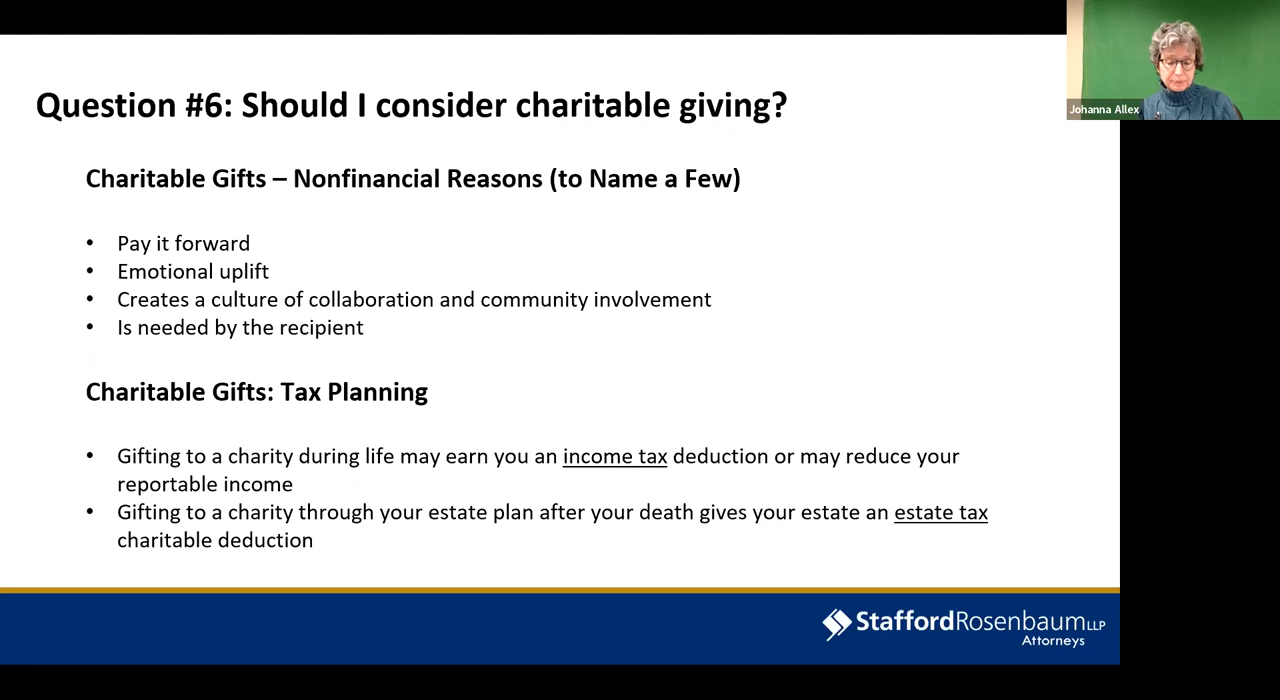 Question #6: Should I consider charitable giving?
Johanna Allex
Charitable Gifts – Nonfinancial Reasons (to Name a Few)
• Pay it forward
• Emotional uplift
• Creates a culture of collaboration and community involvement
• Is needed by the recipient
Charitable Gifts: Tax Planning
• Gifting to a charity during life may earn you an income tax deduction or may reduce your
reportable income
• Gifting to a charity through your estate plan after your death gives your estate an estate tax
charitable deduction
StaffordRosenbaum LLP
Attorneys